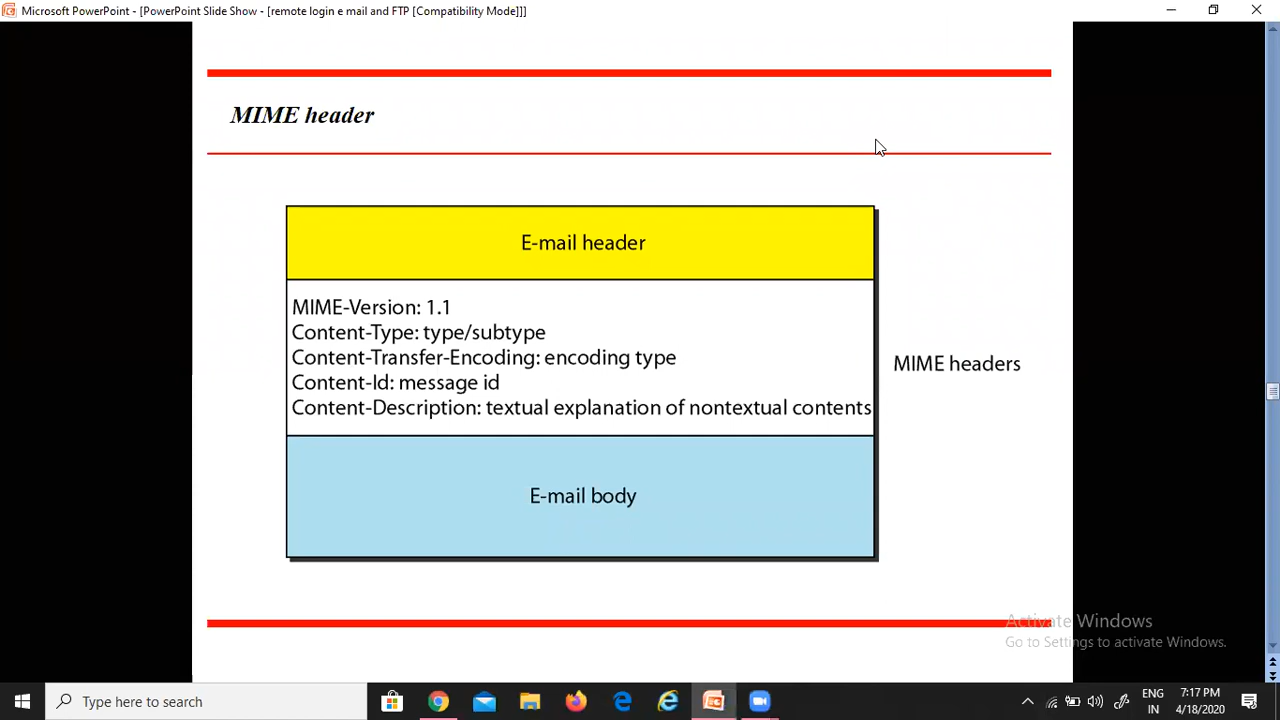 Microsoft PowerPoint - [PowerPoint Slide Show - [remote login e mail and FTP [Compatibility Mode]]]
MIME header
E-mail header
MIME-Version: 1.1
Content-Type: type/subtype
Content-Transfer-Encoding: encoding type
Content-Id: message id
Content-Description: textual explanation of nontextual contents
MIME headers
E-mail body
Activate Windows
Go to Settings to activate Windows.
Type here to search
ENG
IN
7:17 PM
4/18/2020